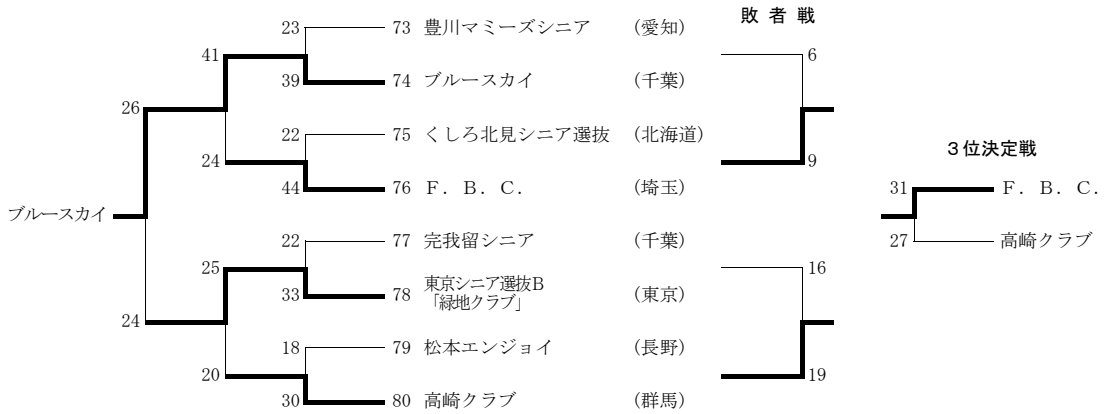 敗者戦
23 73 豊川マミーズシニア (愛知) 6
41
39 74 ブルースカイ (千葉)
26
22 75 くしろ北見シニア選抜 (北海道)
24 9 3位決定戦
44 76 F.B.C. (埼玉) 31 F.B.C.
ブルースカイ
22 77 完我留シニア (千葉) 27 高崎クラブ
25 16
東京シニア選抜B
33 78 「緑地クラブ」 (東京)
24
18 79 松本エンジョイ (長野)
20 19
30 80 高崎クラブ (群馬)